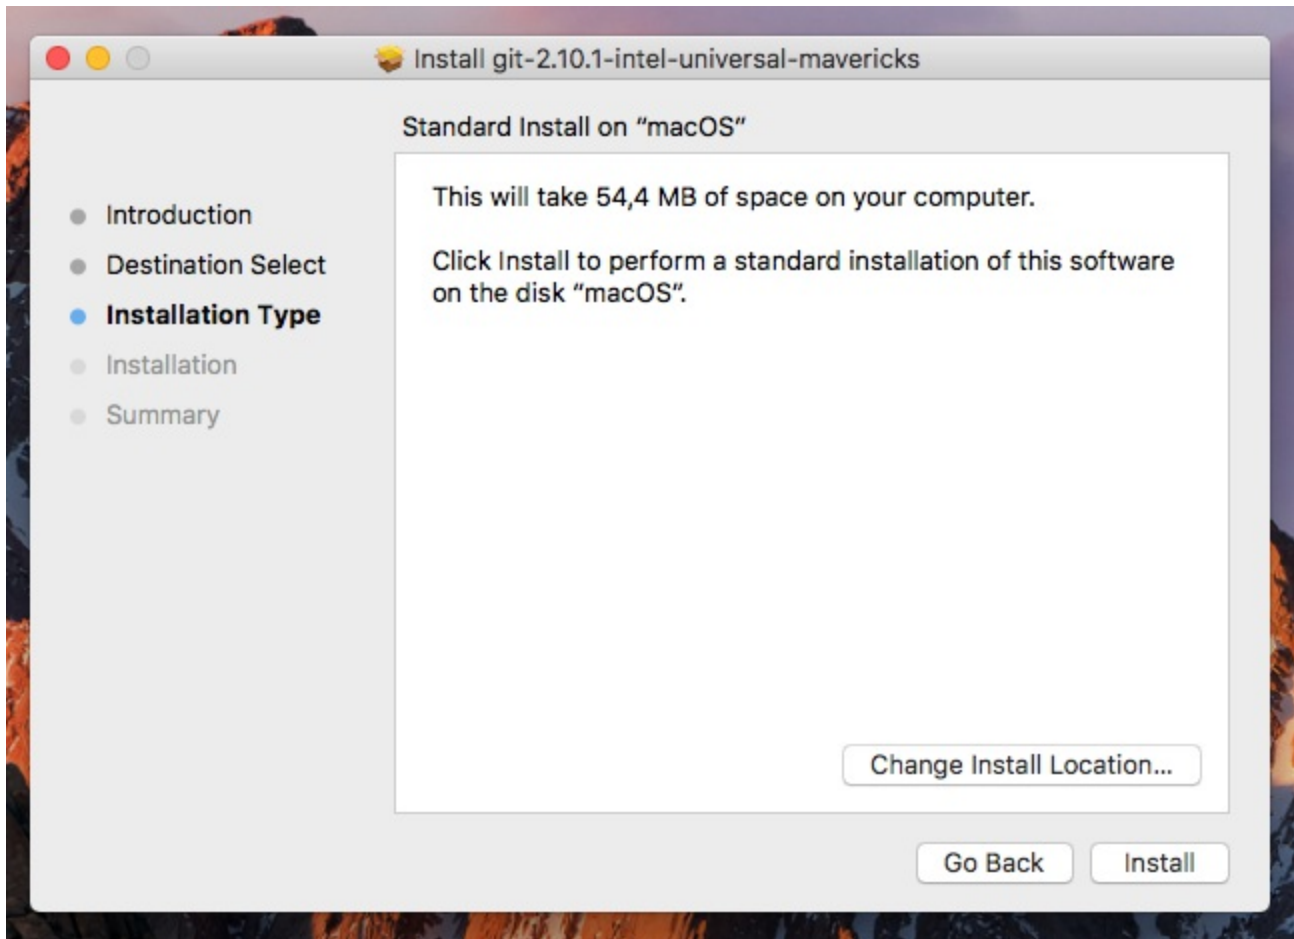 Install git-2.10.1-intel-universal-mavericks
Standard Install on “macOS”
Introduction
Destination Select
Installation Type
Installation
Summary
This will take 54,4 MB of space on your computer.
Click Install to perform a standard installation of this software
on the disk “macOS”.
Change Install Location...
Go Back
Install